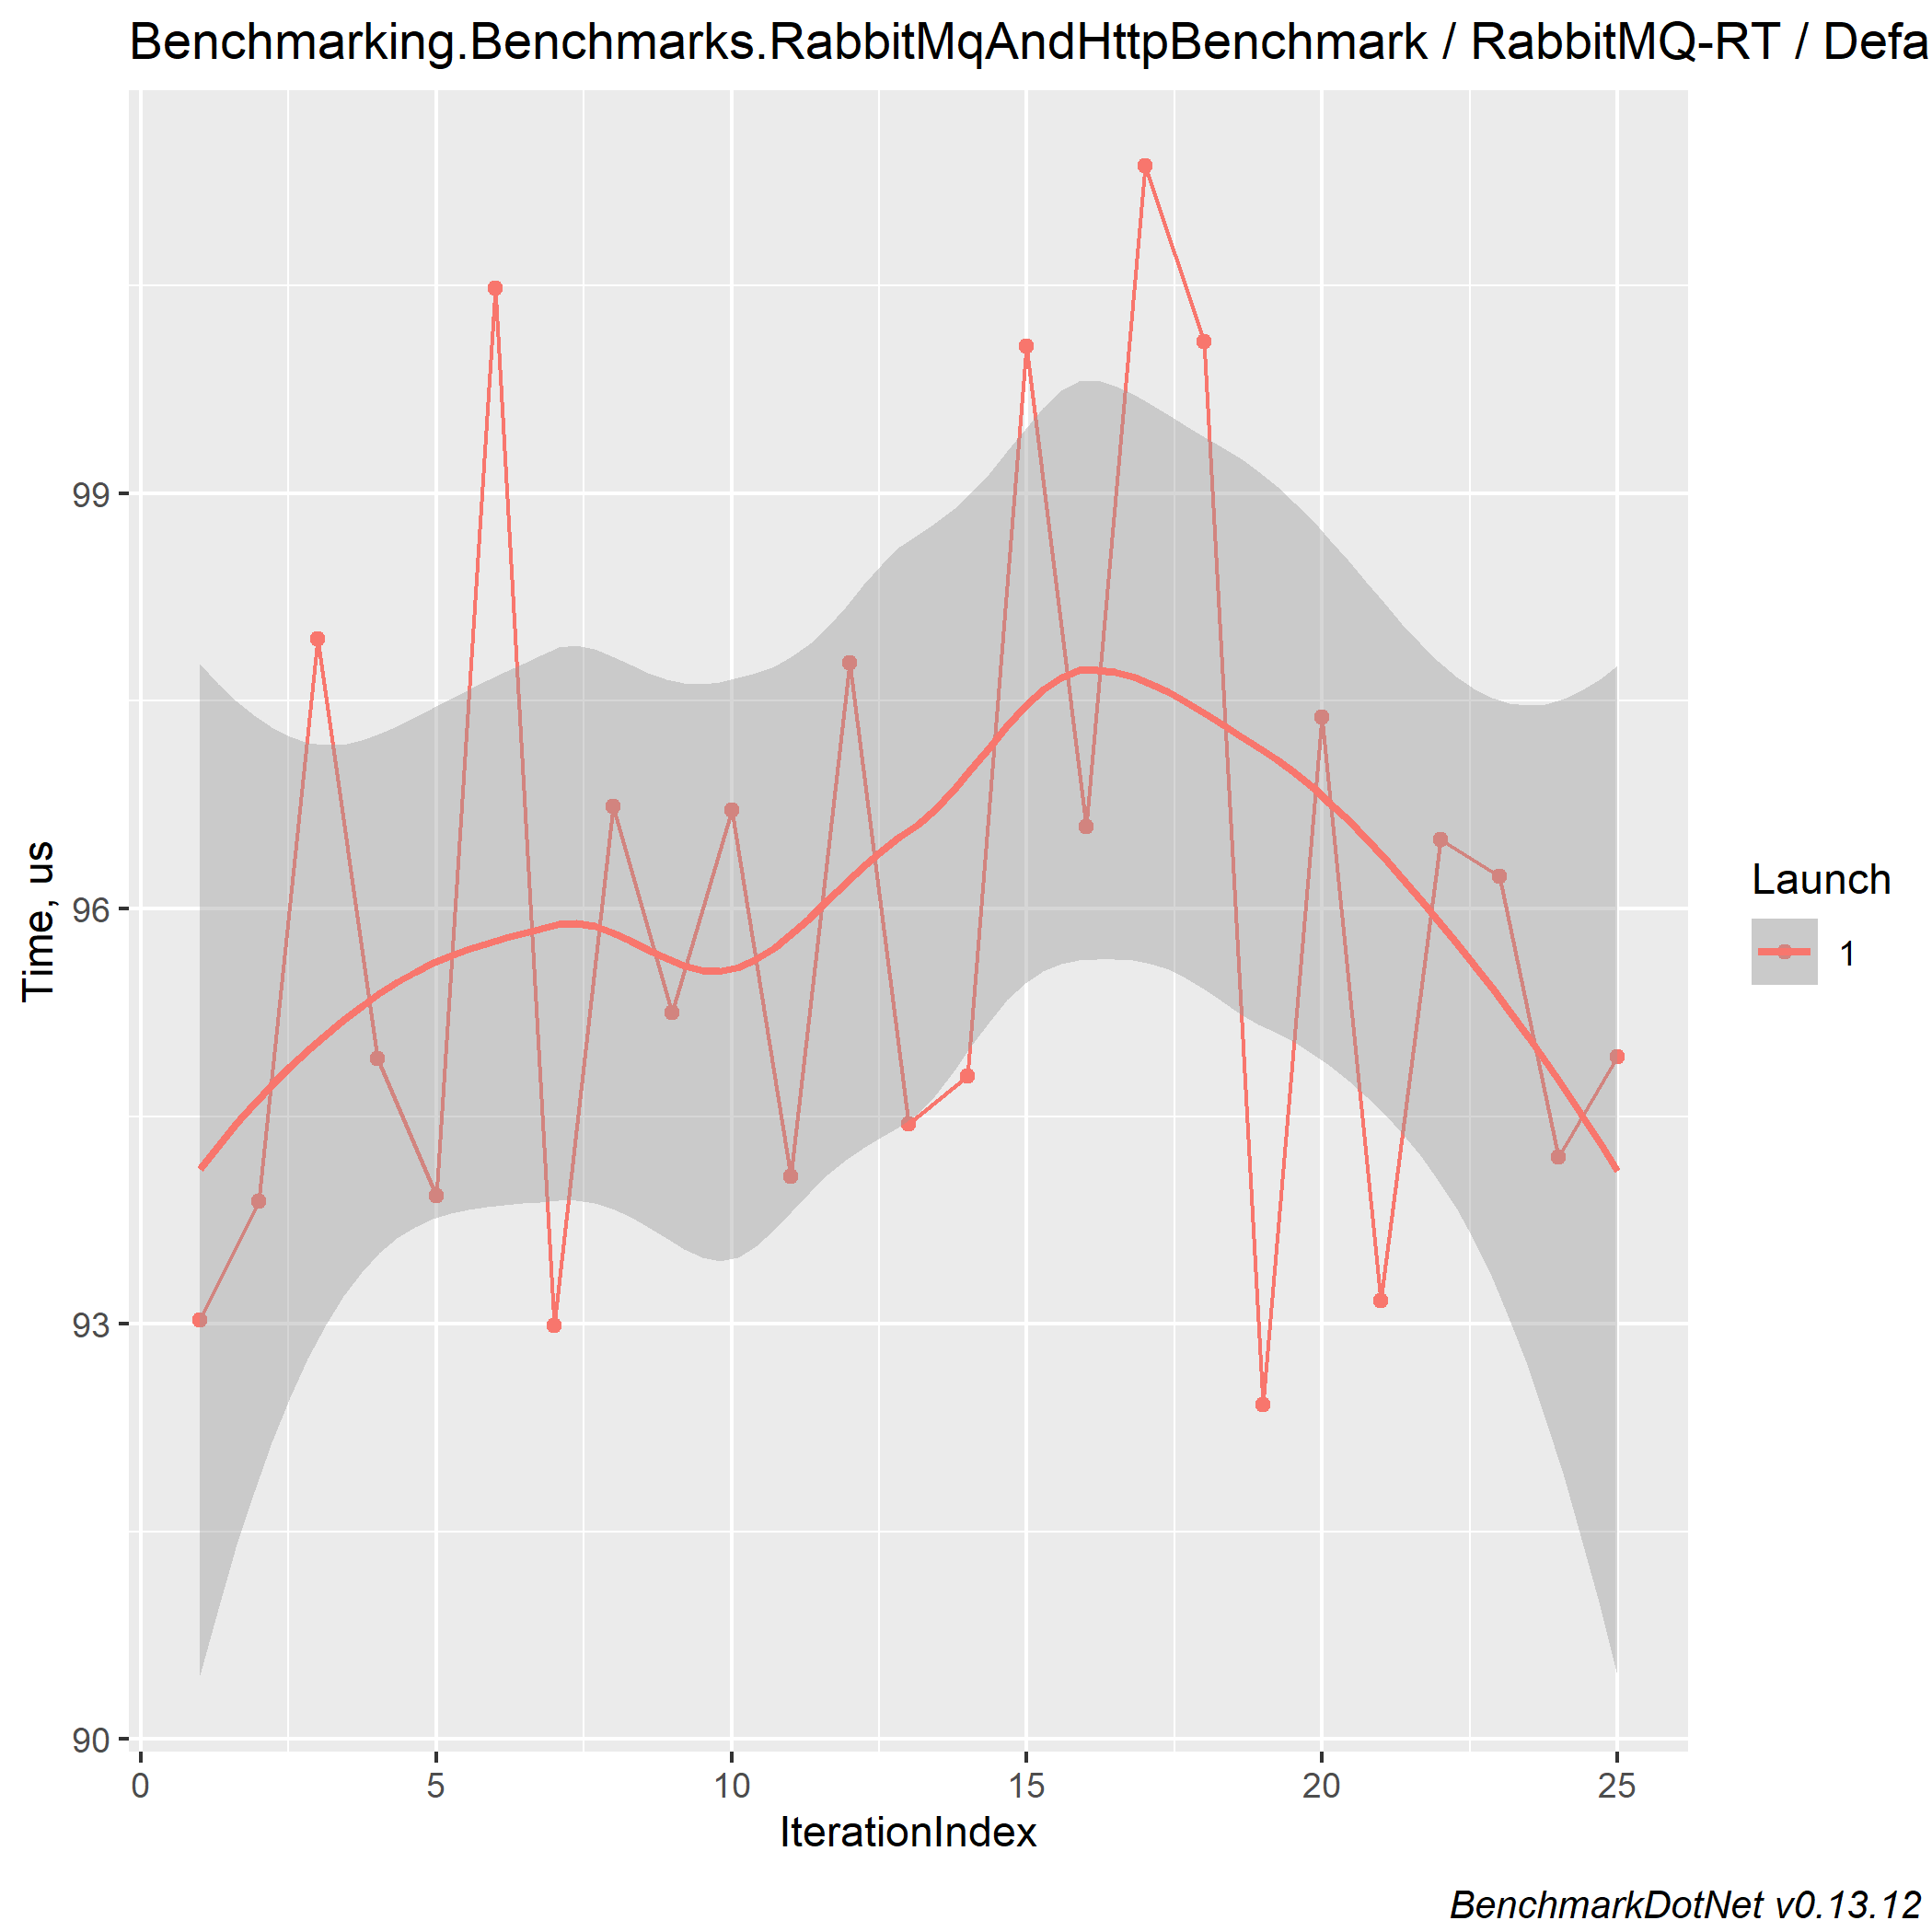 Benchmarking.Benchmarks.RabbitMqAndHttpBenchmark / RabbitMQ-RT / Defa
99
96
93
90
Time, us
0 5 10 15 20 25
IterationIndex
Launch
1
BenchmarkDotNet v0.13.12